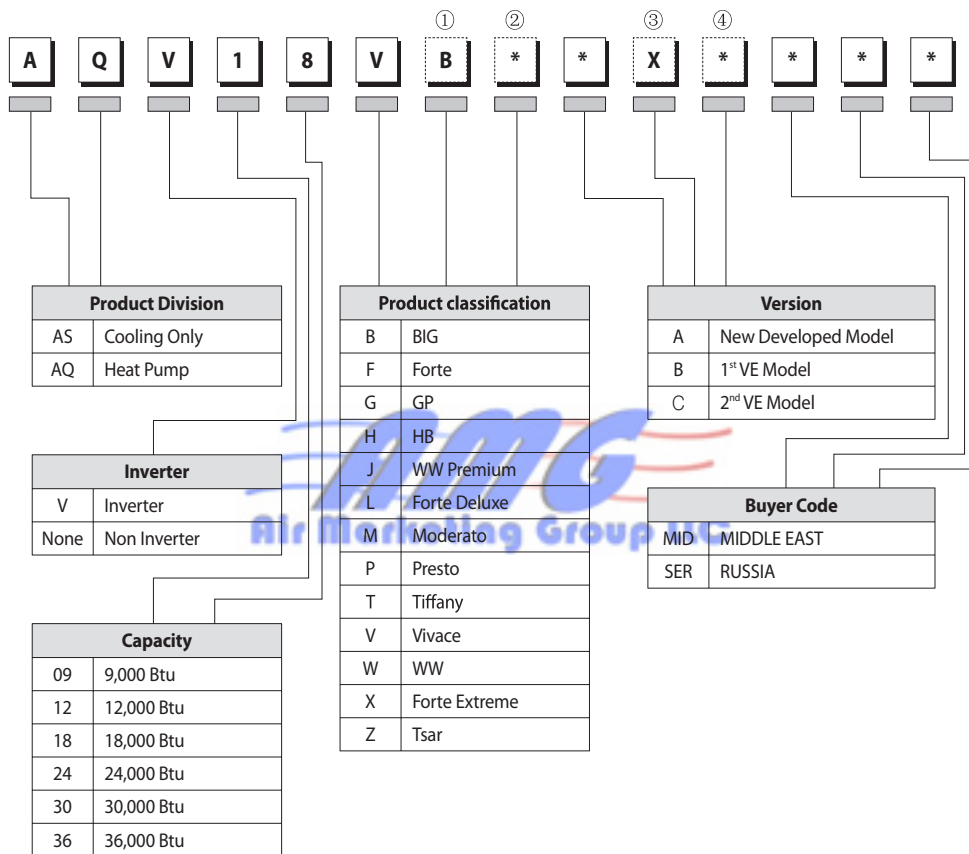 ① ② ③ ④
A Q V 1 8 V B * * X * * * *
Product Division
AS Cooling Only
AQ Heat Pump
Inverter
V Inverter
None Non Inverter
Capacity
09 9,000 Btu
12 12,000 Btu
18 18,000 Btu
24 24,000 Btu
30 30,000 Btu
36 36,000 Btu
Product classification
B BIG
F Forte
G GP
H HB
J WW Premium
L Forte Deluxe
M Moderato
P Presto
T Tiffany
V Vivace
W WW
X Forte Extreme
Z Tsar
Version
A New Developed Model
B 1st VE Model
C 2nd VE Model
Buyer Code
MID MIDDLE EAST
SER RUSSIA
AMG
Air Marketing Group LLC